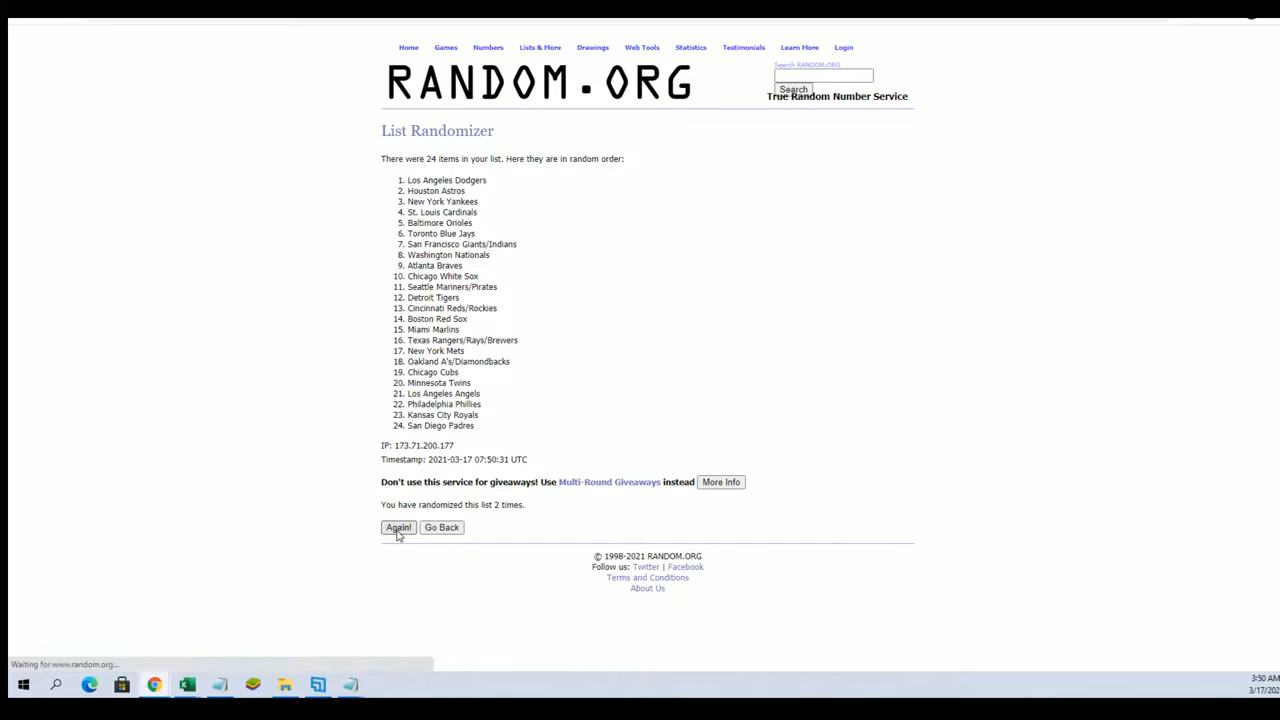 Home Games Numbers Lists & More Drawings Web Tools Statistics Testimonials Learn More Login
RANDOM.ORG
Search RANDOM.ORG
Search
True Random Number Service
List Randomizer
There were 24 items in your list. Here they are in random order:
1. Los Angeles Dodgers
2. Houston Astros
3. New York Yankees
4. St. Louis Cardinals
5. Baltimore Orioles
6. Toronto Blue Jays
7. San Francisco Giants/Indians
8. Washington Nationals
9. Atlanta Braves
10. Chicago White Sox
11. Seattle Mariners/Pirates
12. Detroit Tigers
13. Cincinnati Reds/Rockies
14. Boston Red Sox
15. Miami Marlins
16. Texas Rangers/Rays/Brewers
17. New York Mets
18. Oakland A's/Diamondbacks
19. Chicago Cubs
20. Minnesota Twins
21. Los Angeles Angels
22. Philadelphia Phillies
23. Kansas City Royals
24. San Diego Padres
IP: 173.71.200.177
Timestamp: 2021-03-17 07:50:31 UTC
Don't use this service for giveaways! Use Multi-Round Giveaways instead More Info
You have randomized this list 2 times.
Again! Go Back
© 1998-2021 RANDOM.ORG
Follow us: Twitter | Facebook
Terms and Conditions
About Us
Waiting for www.random.org...
3:50 AM
3/17/202